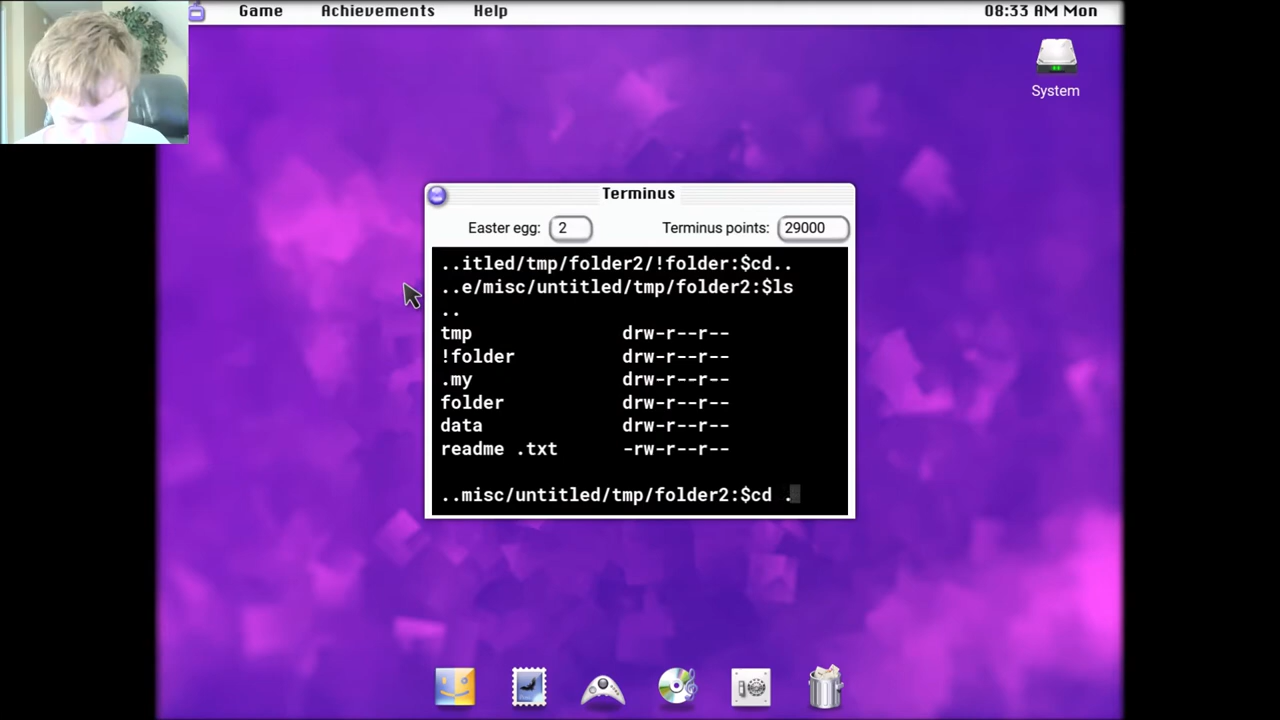 Game Achievements Help 08:33 AM Mon
System
Terminus
Easter egg: 2 Terminus points: 29000
..itled/tmp/folder2/!folder:$cd..
..e/misc/untitled/tmp/folder2:$ls
..
tmp drw-r--r--
!folder drw-r--r--
.my drw-r--r--
folder drw-r--r--
data drw-r--r--
readme .txt -rw-r--r--
..misc/untitled/tmp/folder2:$cd .